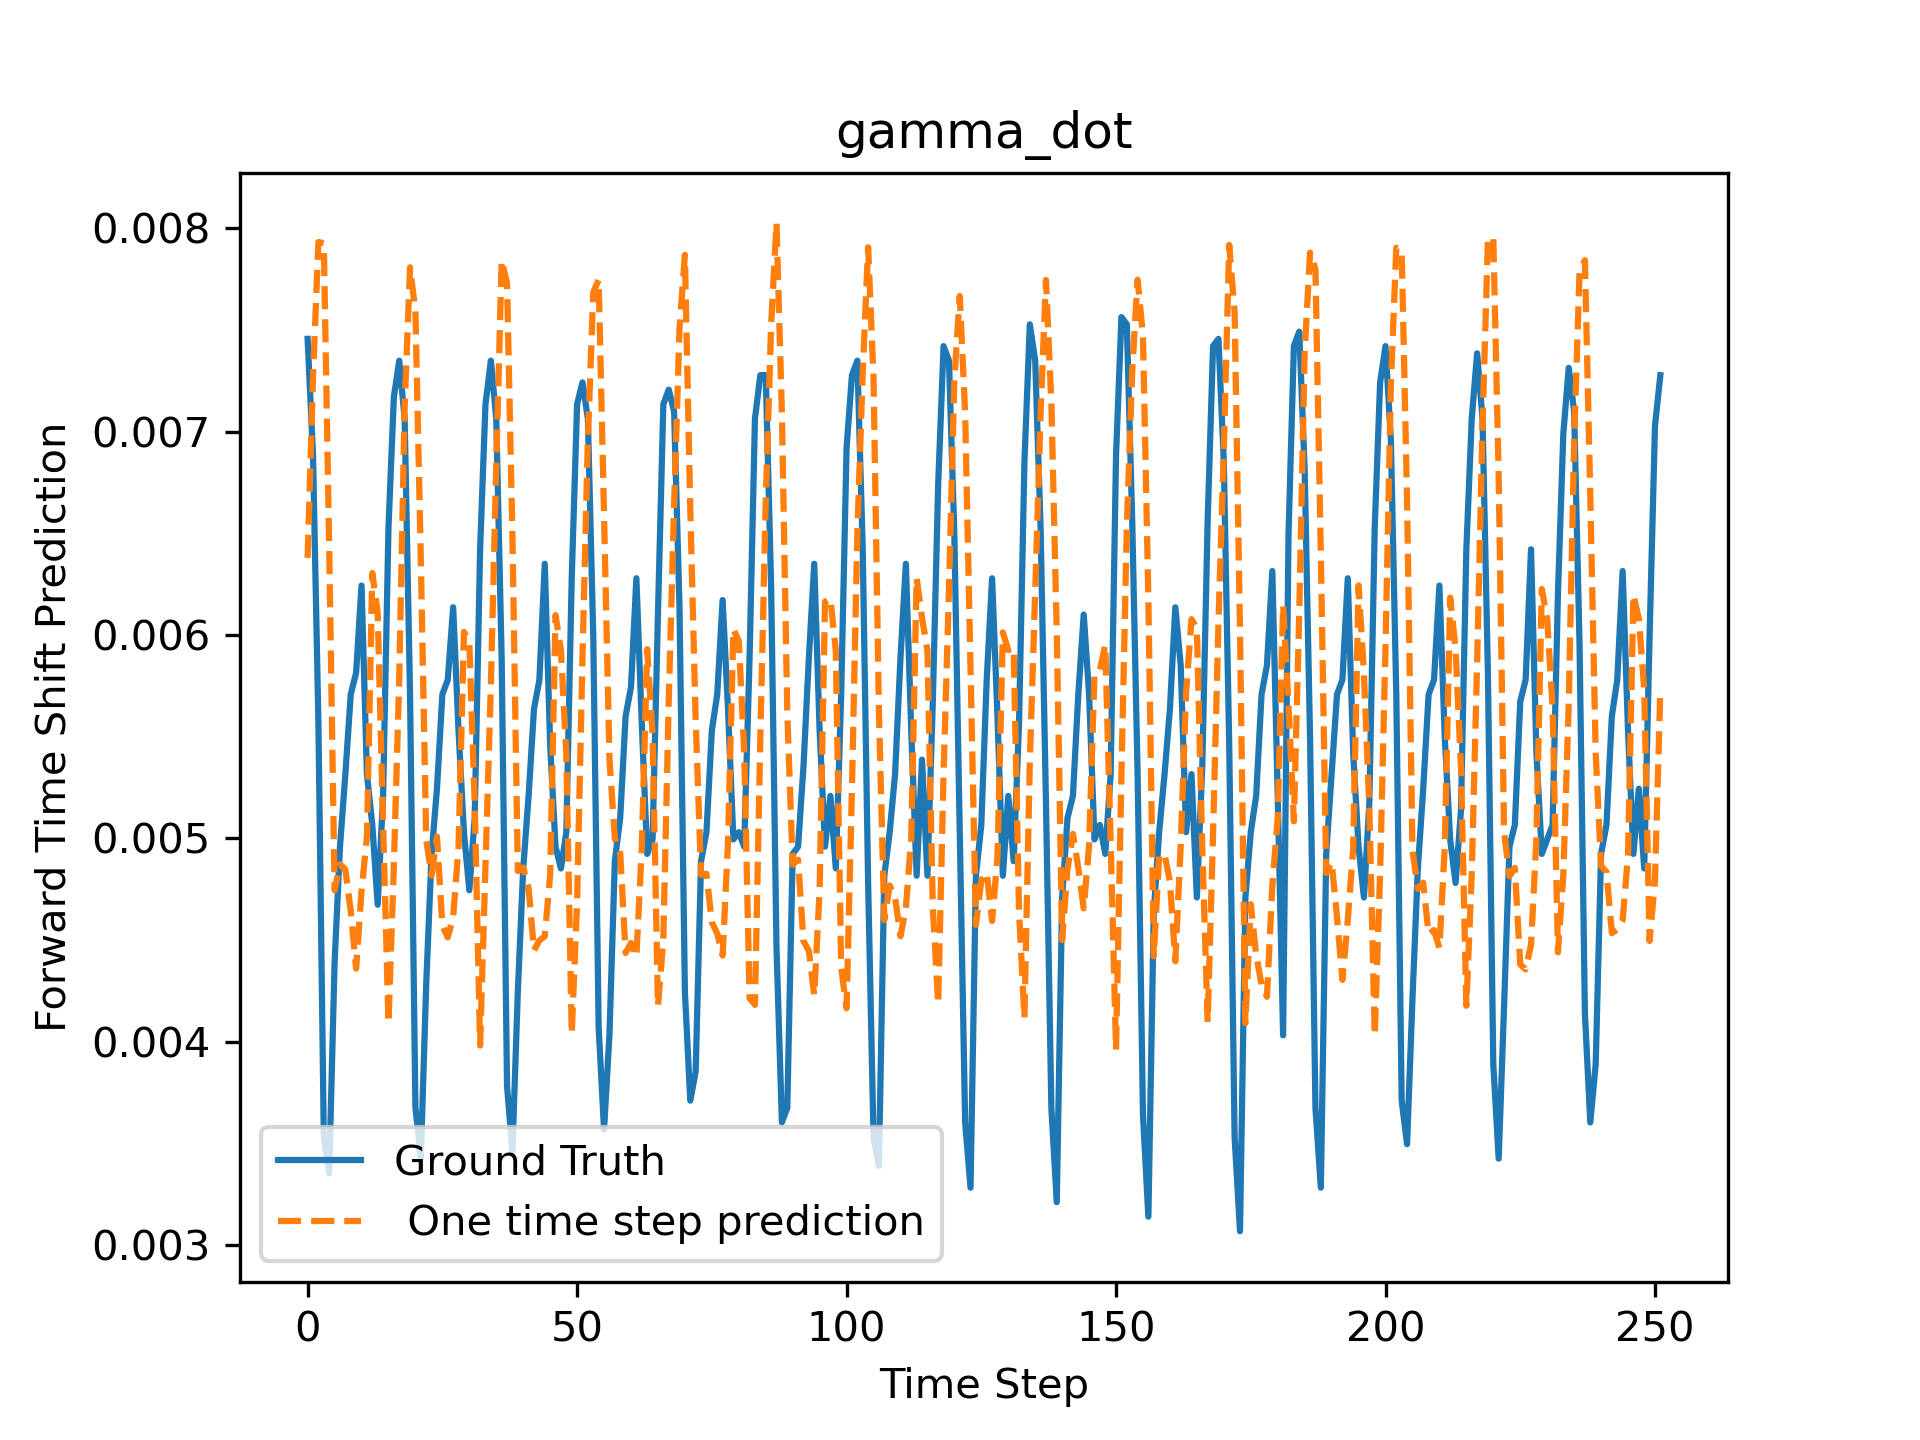 gamma_dot
Forward Time Shift Prediction
0.008
0.007
0.006
0.005
0.004
0.003
Ground Truth
One time step prediction
0 50 100 150 200 250
Time Step